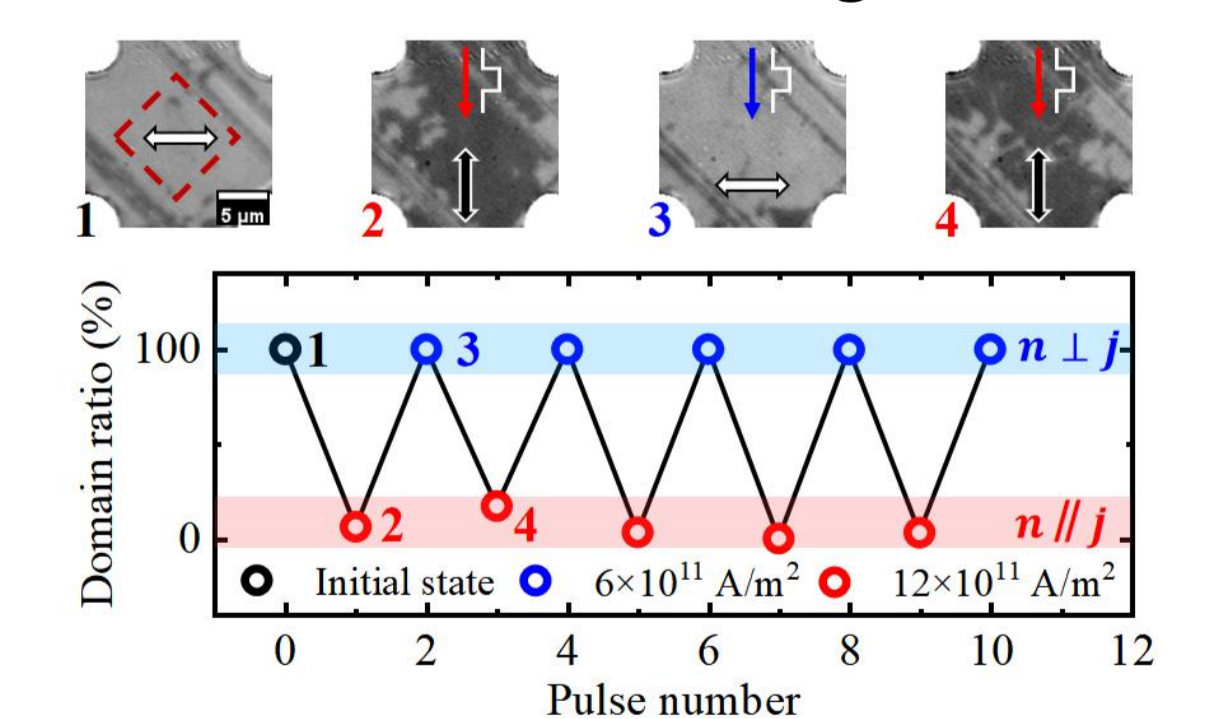 5 μm
1
2
3
4
Domain ratio (%)
100
0
1
3
2
4
n ⊥ j
n // j
Initial state
6×10¹¹ A/m²
12×10¹¹ A/m²
0 2 4 6 8 10 12
Pulse number